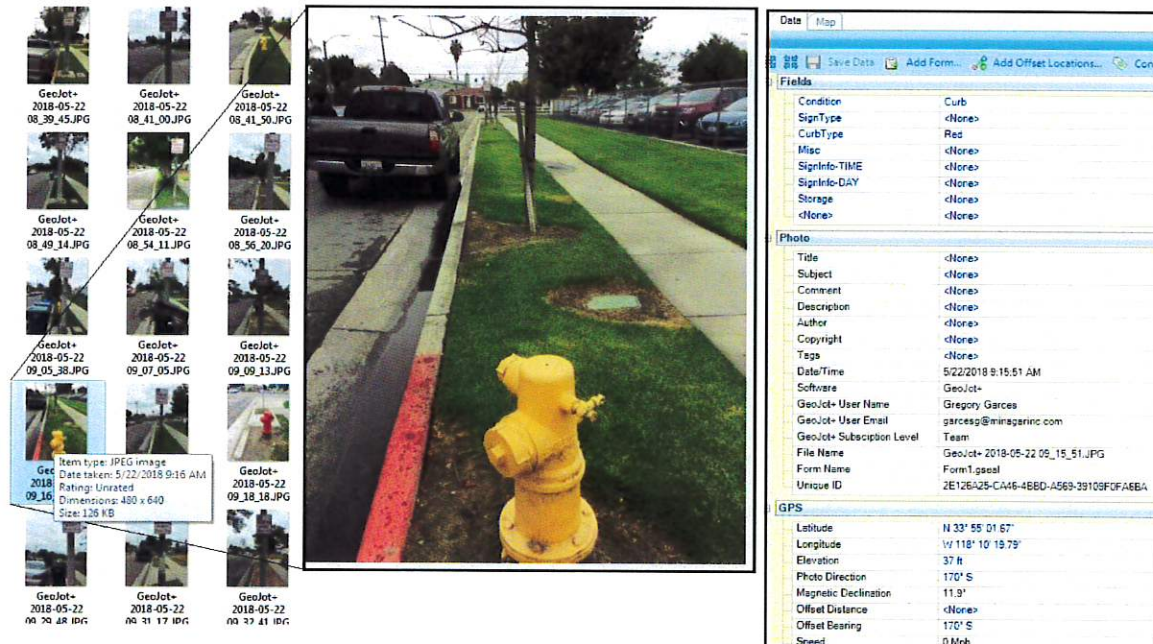 GeoJot+
2018-05-22
08_39_45.JPG
GeoJot+
2018-05-22
08_41_00.JPG
GeoJot+
2018-05-22
08_41_50.JPG
GeoJot+
2018-05-22
08_49_14.JPG
GeoJot+
2018-05-22
08_54_11.JPG
GeoJot+
2018-05-22
08_56_20.JPG
GeoJot+
2018-05-22
09_05_38.JPG
GeoJot+
2018-05-22
09_07_05.JPG
GeoJot+
2018-05-22
09_09_13.JPG
Item type: JPEG image
Date taken: 5/22/2018 9:16 AM
Rating: Unrated
Dimensions: 480 x 640
Size: 126 KB
GeoJot+
2018-05-22
09_18_18.JPG
GeoJot+
2018-05-22
09_29_48.JPG
GeoJot+
2018-05-22
09_31_17.JPG
GeoJot+
2018-05-22
09_32_41.JPG
Data Map
Save Data Add Form... Add Offset Locations...
Fields
Condition Curb
SignType <None>
CurbType Red
Misc <None>
SignInfo-TIME <None>
SignInfo-DAY <None>
Storage <None>
<None> <None>
Photo
Title <None>
Subject <None>
Comment <None>
Description <None>
Author <None>
Copyright <None>
Tags <None>
Date/Time 5/22/2018 9:15:51 AM
Software GeoJot+
GeoJot+ User Name Gregory Garces
GeoJot+ User Email garcesg@minagarinc.com
GeoJot+ Subsciption Level Team
File Name GeoJot+ 2018-05-22 09_15_51.JPG
Form Name Form1.gseal
Unique ID 2E126A25-CA46-4BBD-A569-39109F0FA6BA
GPS
Latitude N 33° 55' 01.67"
Longitude W 118° 10' 19.79"
Elevation 37 ft
Photo Direction 170° S
Magnetic Declination 11.9°
Offset Distance <None>
Offset Bearing 170° S
Speed 0 Mph